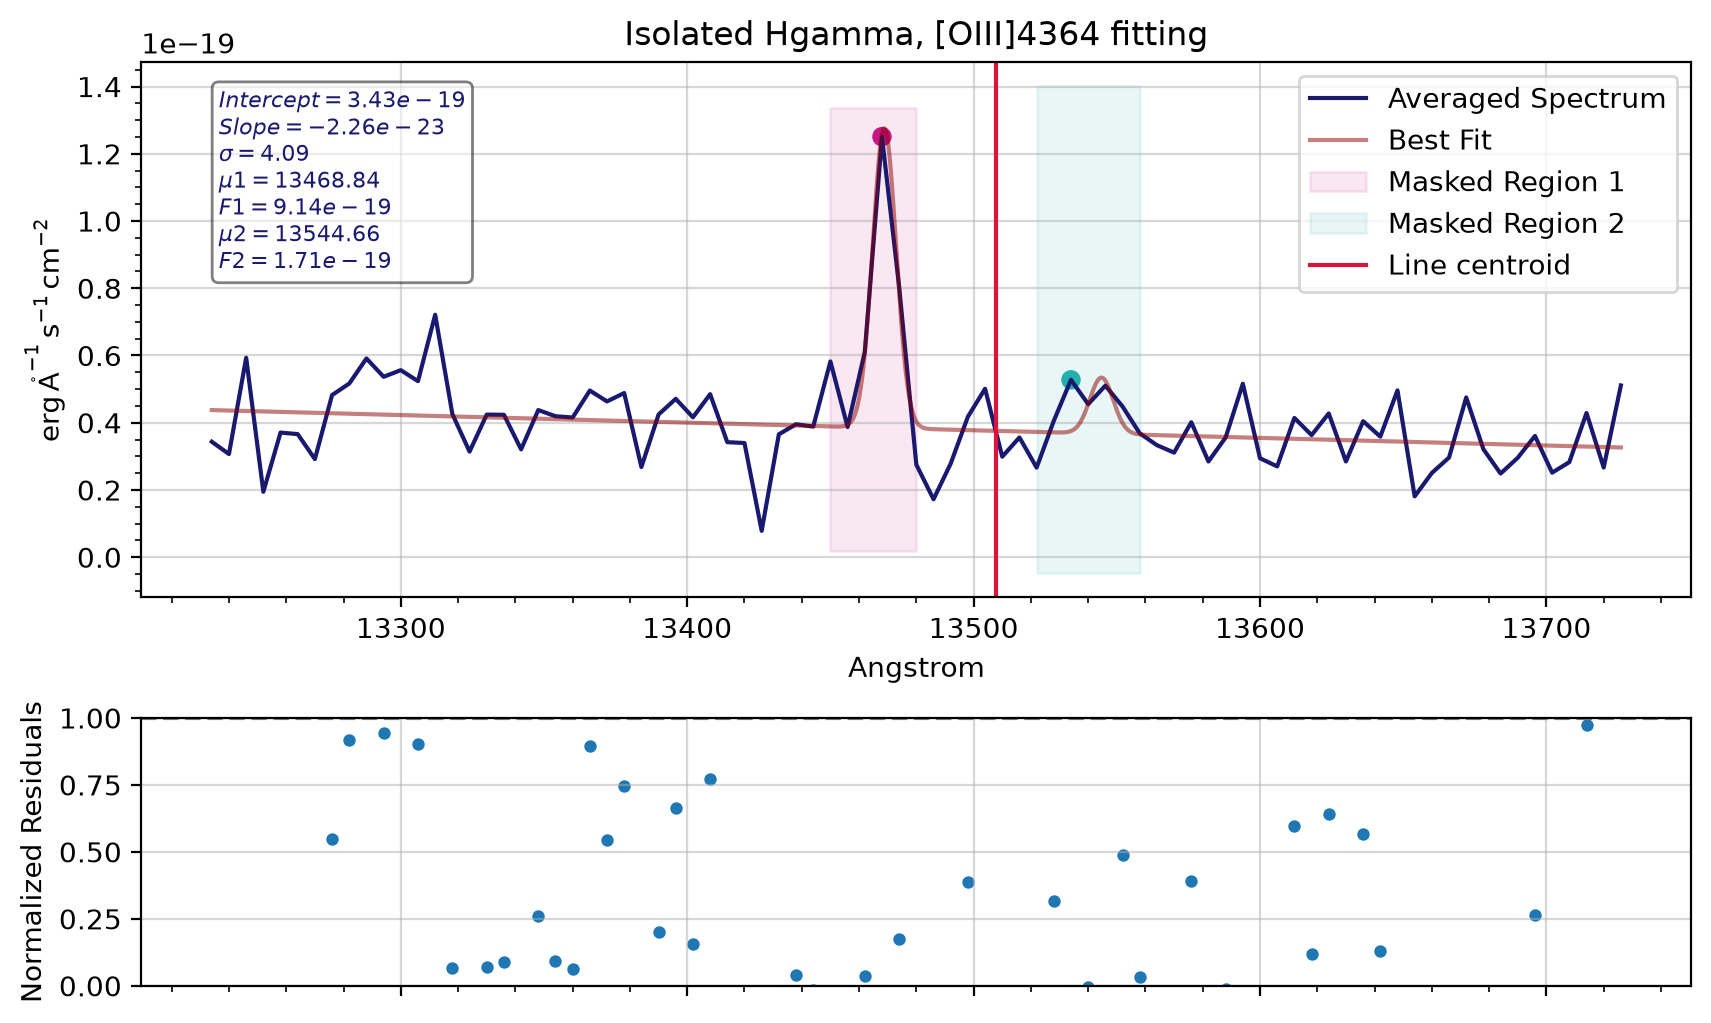 Isolated Hgamma, [OIII]4364 fitting
1e−19
Intercept = 3.43e − 19
Slope = −2.26e − 23
σ = 4.09
μ1 = 13468.84
F1 = 9.14e − 19
μ2 = 13544.66
F2 = 1.71e − 19
Averaged Spectrum
Best Fit
Masked Region 1
Masked Region 2
Line centroid
erg Å⁻¹ s⁻¹ cm⁻²
1.4
1.2
1.0
0.8
0.6
0.4
0.2
0.0
13300 13400 13500 13600 13700
Angstrom
Normalized Residuals
1.00
0.75
0.50
0.25
0.00